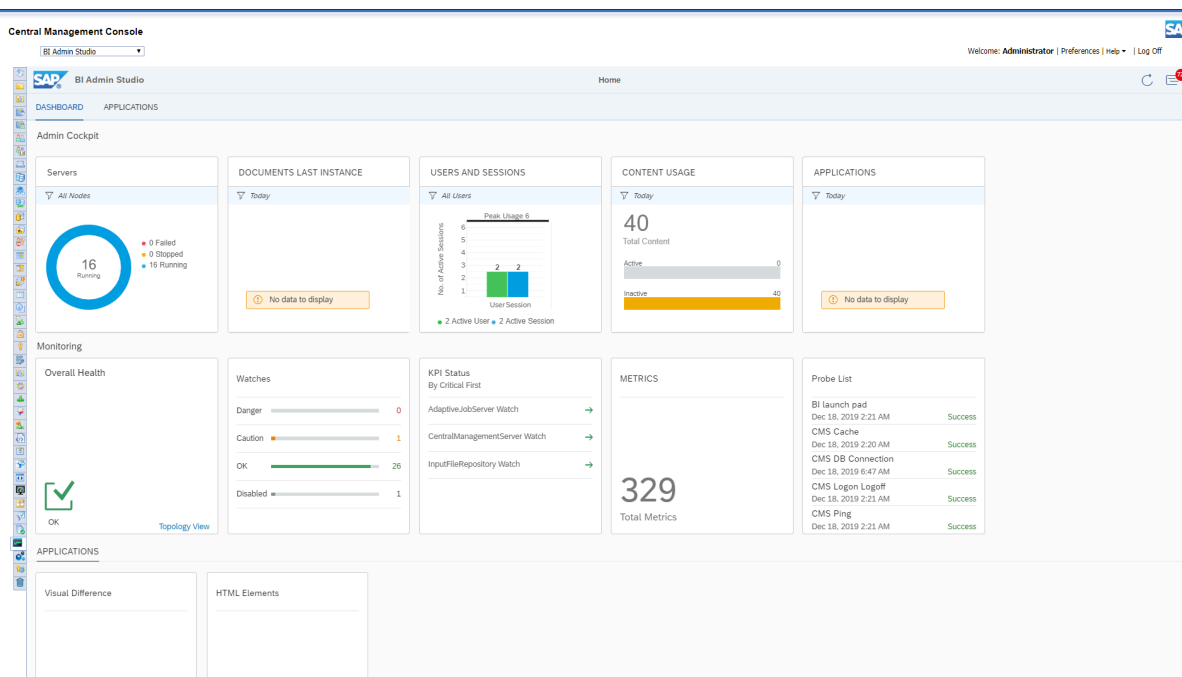 Central Management Console
BI Admin Studio
Welcome: Administrator | Preferences | Help | Log Off
SAP BI Admin Studio
Home
DASHBOARD APPLICATIONS
Admin Cockpit
Servers
All Nodes
16
Running
0 Failed
0 Stopped
16 Running
DOCUMENTS LAST INSTANCE
Today
No data to display
USERS AND SESSIONS
All Users
Peak Usage 6
No. of Active Sessions
6
5
4
3
2
1
2 2
User Session
2 Active User 2 Active Session
CONTENT USAGE
Today
40
Total Content
Active 0
Inactive 40
APPLICATIONS
Today
No data to display
Monitoring
Overall Health
OK
Topology View
Watches
Danger 0
Caution 1
OK 26
Disabled 1
KPI Status
By Critical First
AdaptiveJobServer Watch
CentralManagementServer Watch
InputFileRepository Watch
METRICS
329
Total Metrics
Probe List
BI launch pad
Dec 18, 2019 2:21 AM Success
CMS Cache
Dec 18, 2019 2:20 AM Success
CMS DB Connection
Dec 18, 2019 6:47 AM Success
CMS Logon Logoff
Dec 18, 2019 2:21 AM Success
CMS Ping
Dec 18, 2019 2:21 AM Success
APPLICATIONS
Visual Difference
HTML Elements